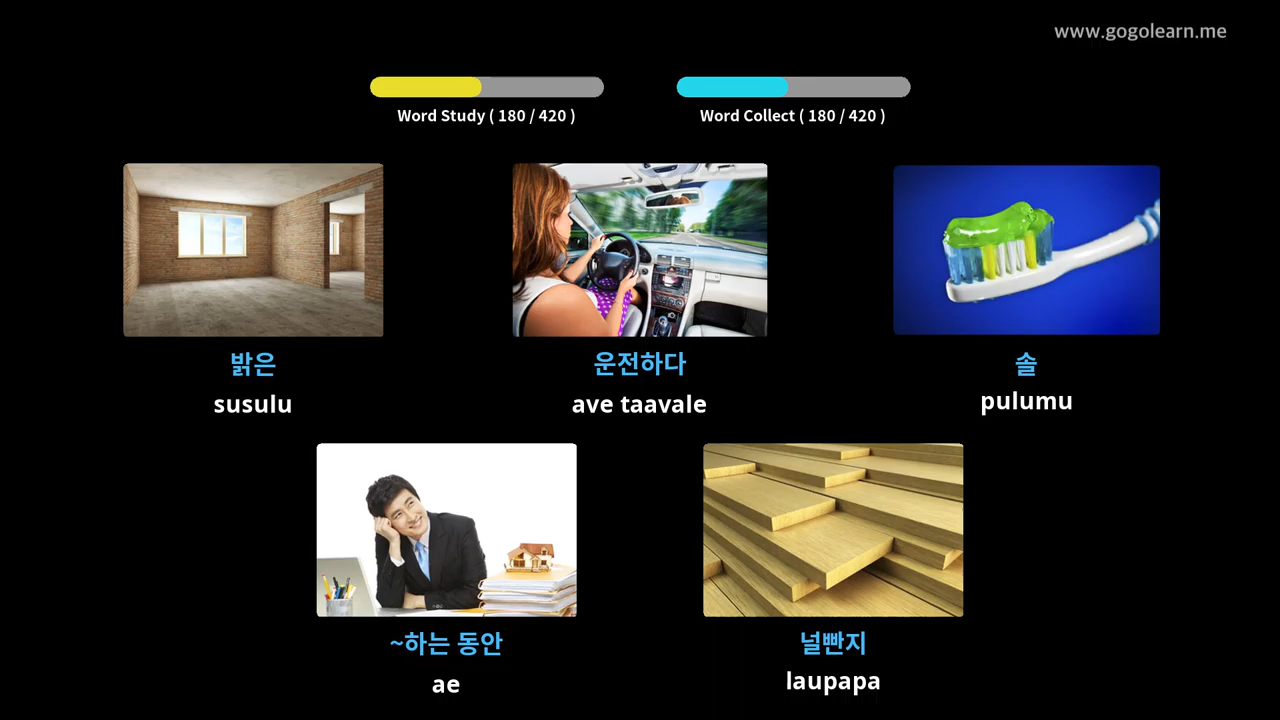 www.gogolearn.me
Word Study ( 180 / 420 )
Word Collect ( 180 / 420 )
밝은
susulu
운전하다
ave taavale
솔
pulumu
~하는 동안
ae
널빤지
laupapa